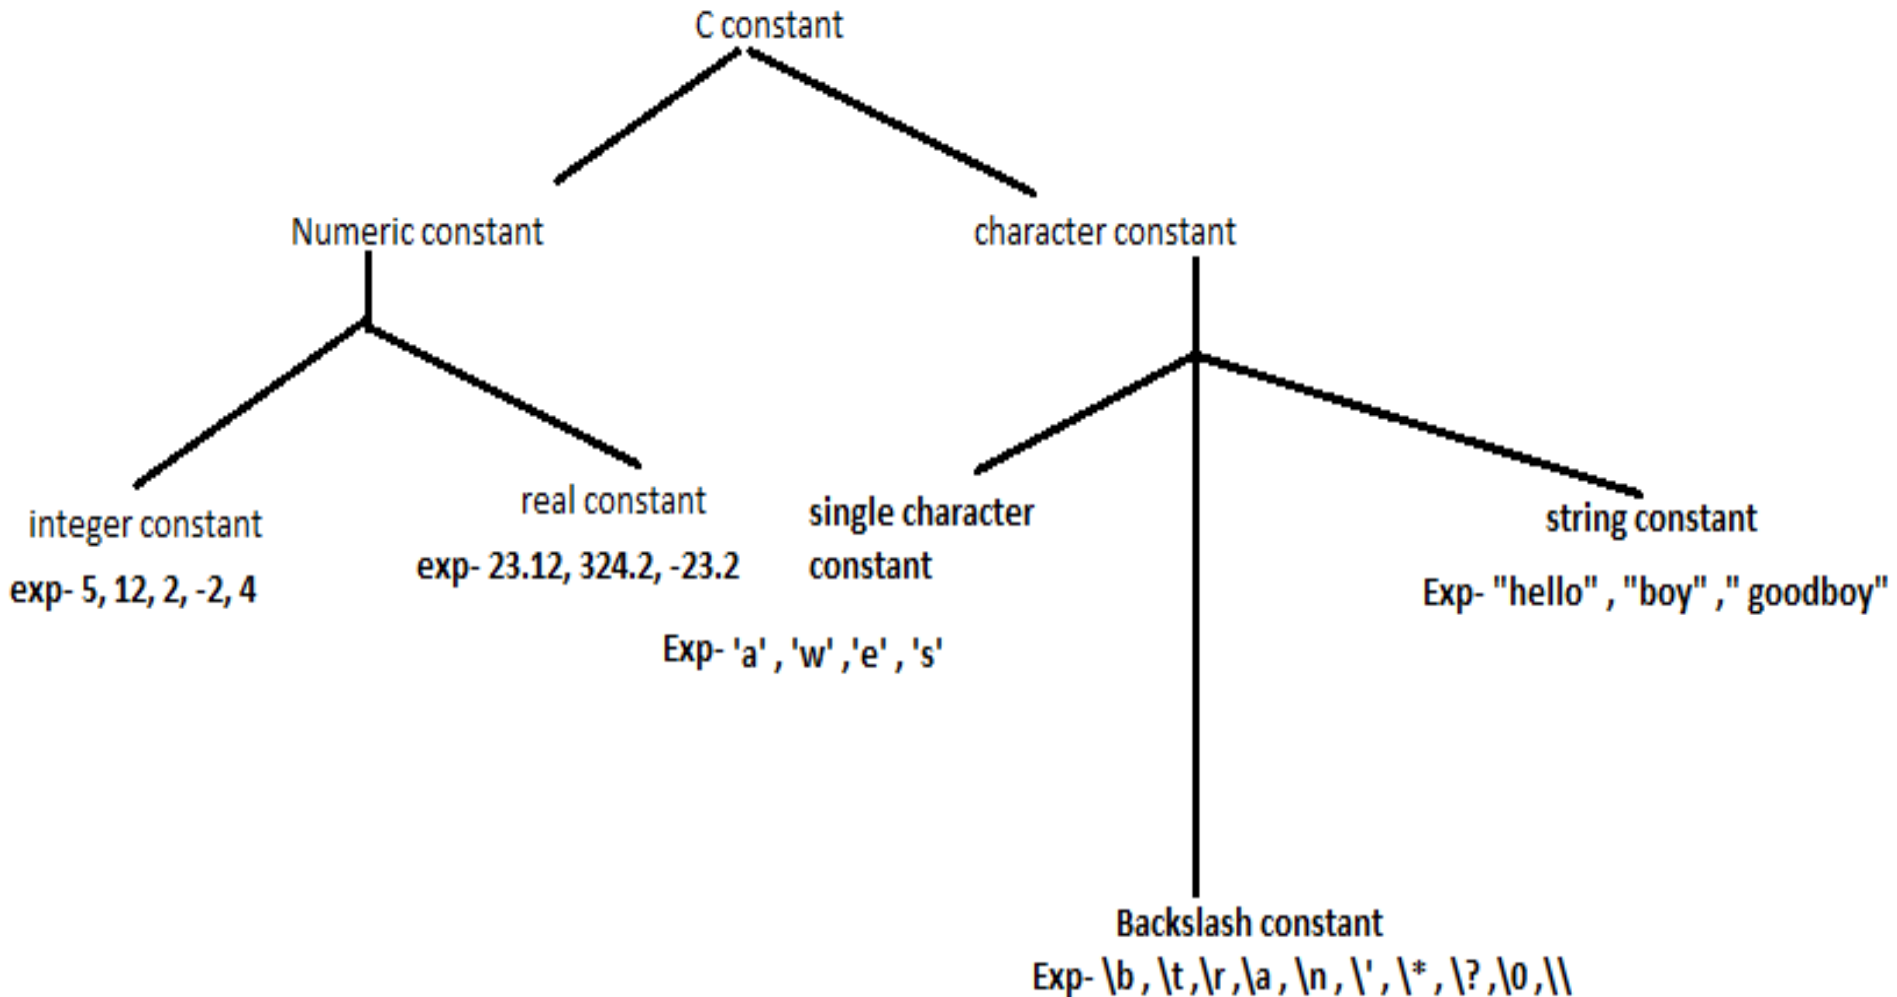 C constant
Numeric constant
character constant
integer constant
exp- 5, 12, 2, -2, 4
real constant
exp- 23.12, 324.2, -23.2
single character
constant
Exp- 'a' , 'w' ,'e' , 's'
string constant
Exp- "hello" , "boy" ," goodboy"
Backslash constant
Exp- \b , \t ,\r ,\a , \n , \' , \* , \? ,\0 ,\\